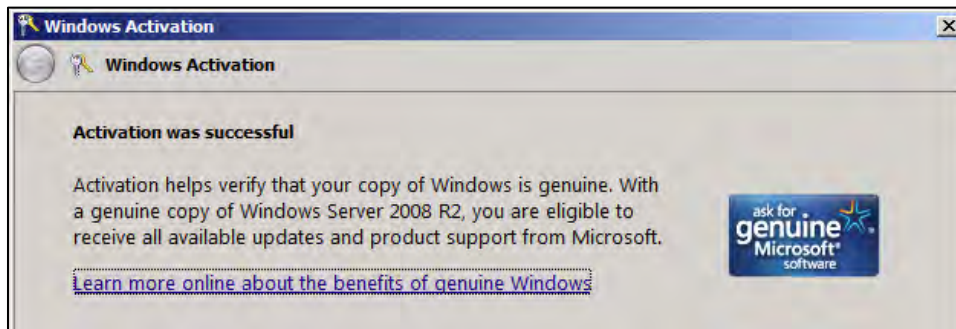 Windows Activation
Windows Activation
Activation was successful
Activation helps verify that your copy of Windows is genuine. With
a genuine copy of Windows Server 2008 R2, you are eligible to
receive all available updates and product support from Microsoft.
ask for
genuine
Microsoft®
software
Learn more online about the benefits of genuine Windows